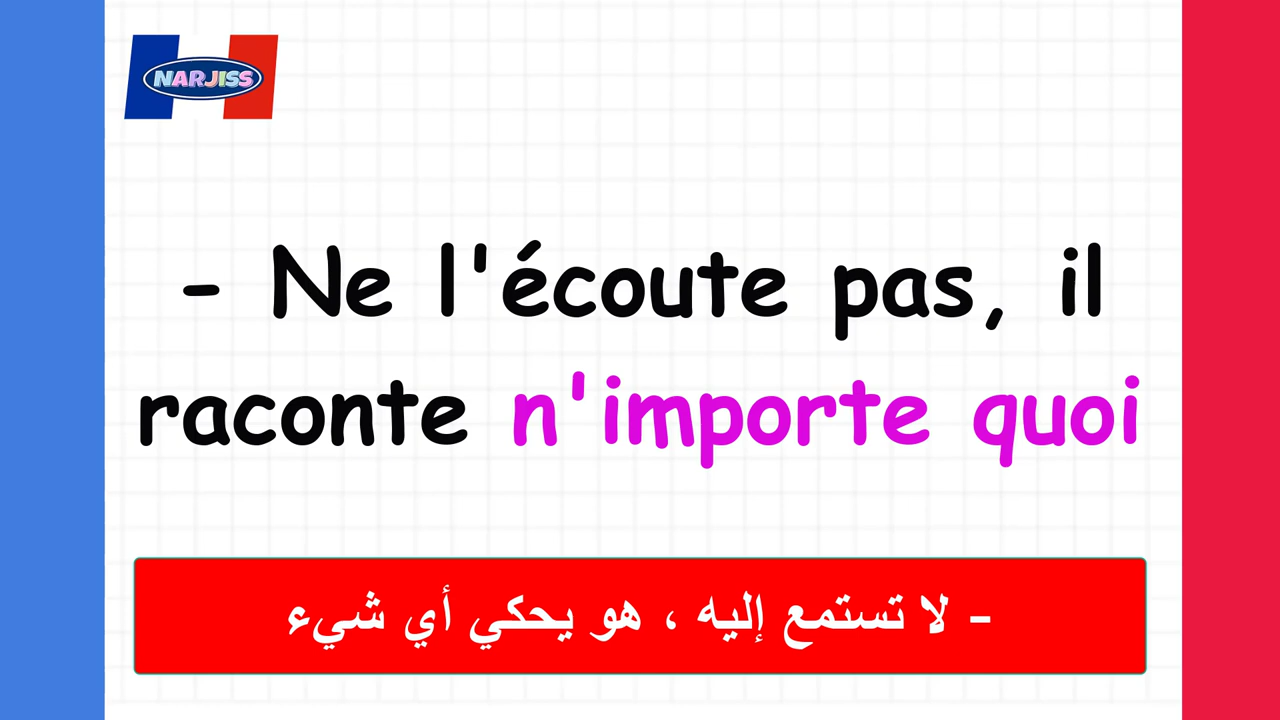 NARJISS
- Ne l'écoute pas, il
raconte n'importe quoi
- لا تستمع إليه ، هو يحكي أي شيء